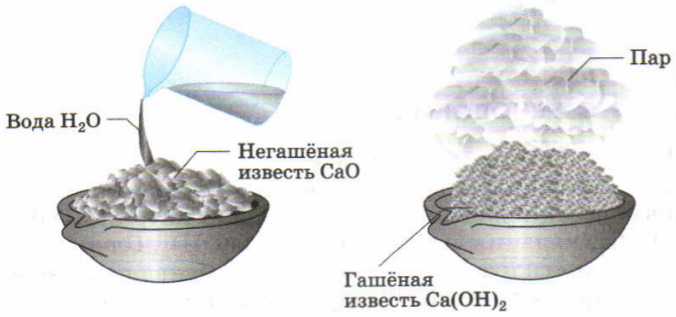 Вода H₂O
Негашёная
известь CaO
Пар
Гашёная
известь Ca(OH)₂